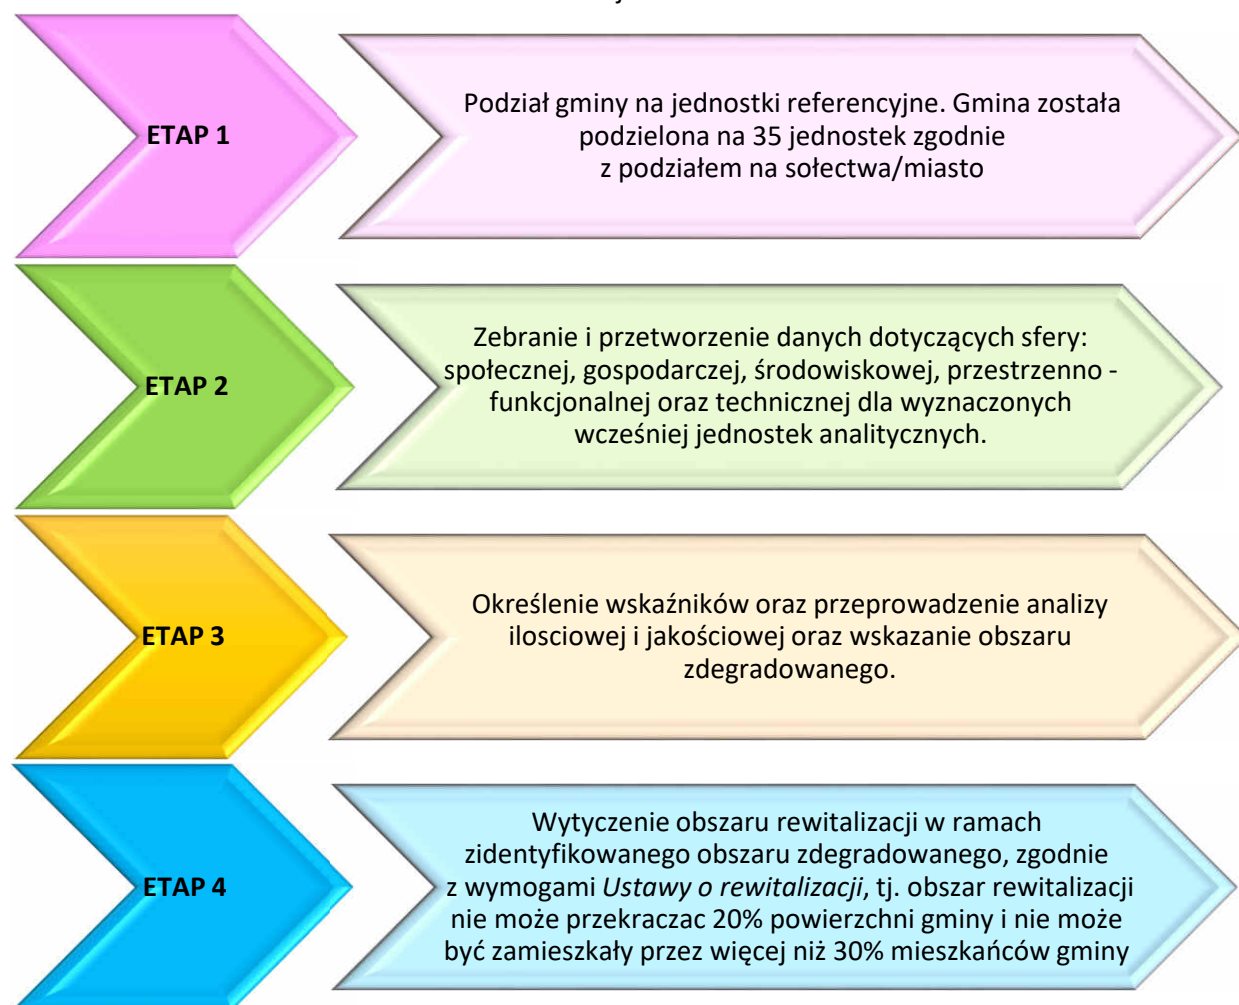 ETAP 1
Podział gminy na jednostki referencyjne. Gmina została
podzielona na 35 jednostek zgodnie
z podziałem na sołectwa/miasto
ETAP 2
Zebranie i przetworzenie danych dotyczących sfery:
społecznej, gospodarczej, środowiskowej, przestrzenno -
funkcjonalnej oraz technicznej dla wyznaczonych
wcześniej jednostek analitycznych.
ETAP 3
Określenie wskaźników oraz przeprowadzenie analizy
ilosciowej i jakościowej oraz wskazanie obszaru
zdegradowanego.
ETAP 4
Wytyczenie obszaru rewitalizacji w ramach
zidentyfikowanego obszaru zdegradowanego, zgodnie
z wymogami Ustawy o rewitalizacji, tj. obszar rewitalizacji
nie może przekraczac 20% powierzchni gminy i nie może
być zamieszkały przez więcej niż 30% mieszkańców gminy